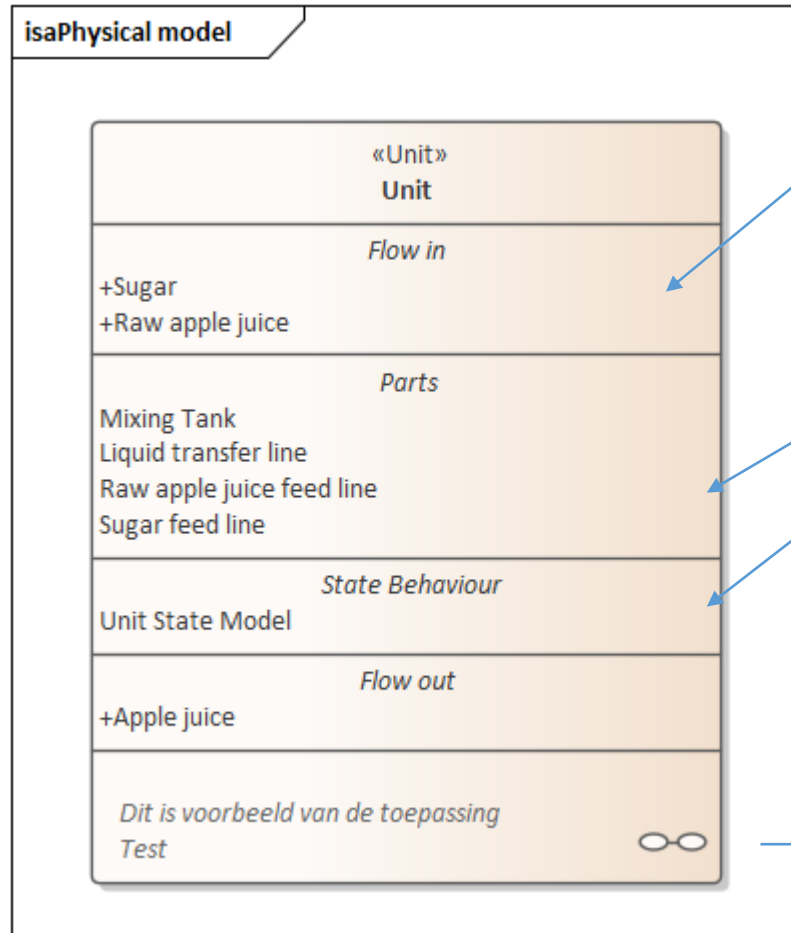 isaPhysical model
«Unit»
Unit
Flow in
+Sugar
+Raw apple juice
Parts
Mixing Tank
Liquid transfer line
Raw apple juice feed line
Sugar feed line
State Behaviour
Unit State Model
Flow out
+Apple juice
Dit is voorbeeld van de toepassing
Test